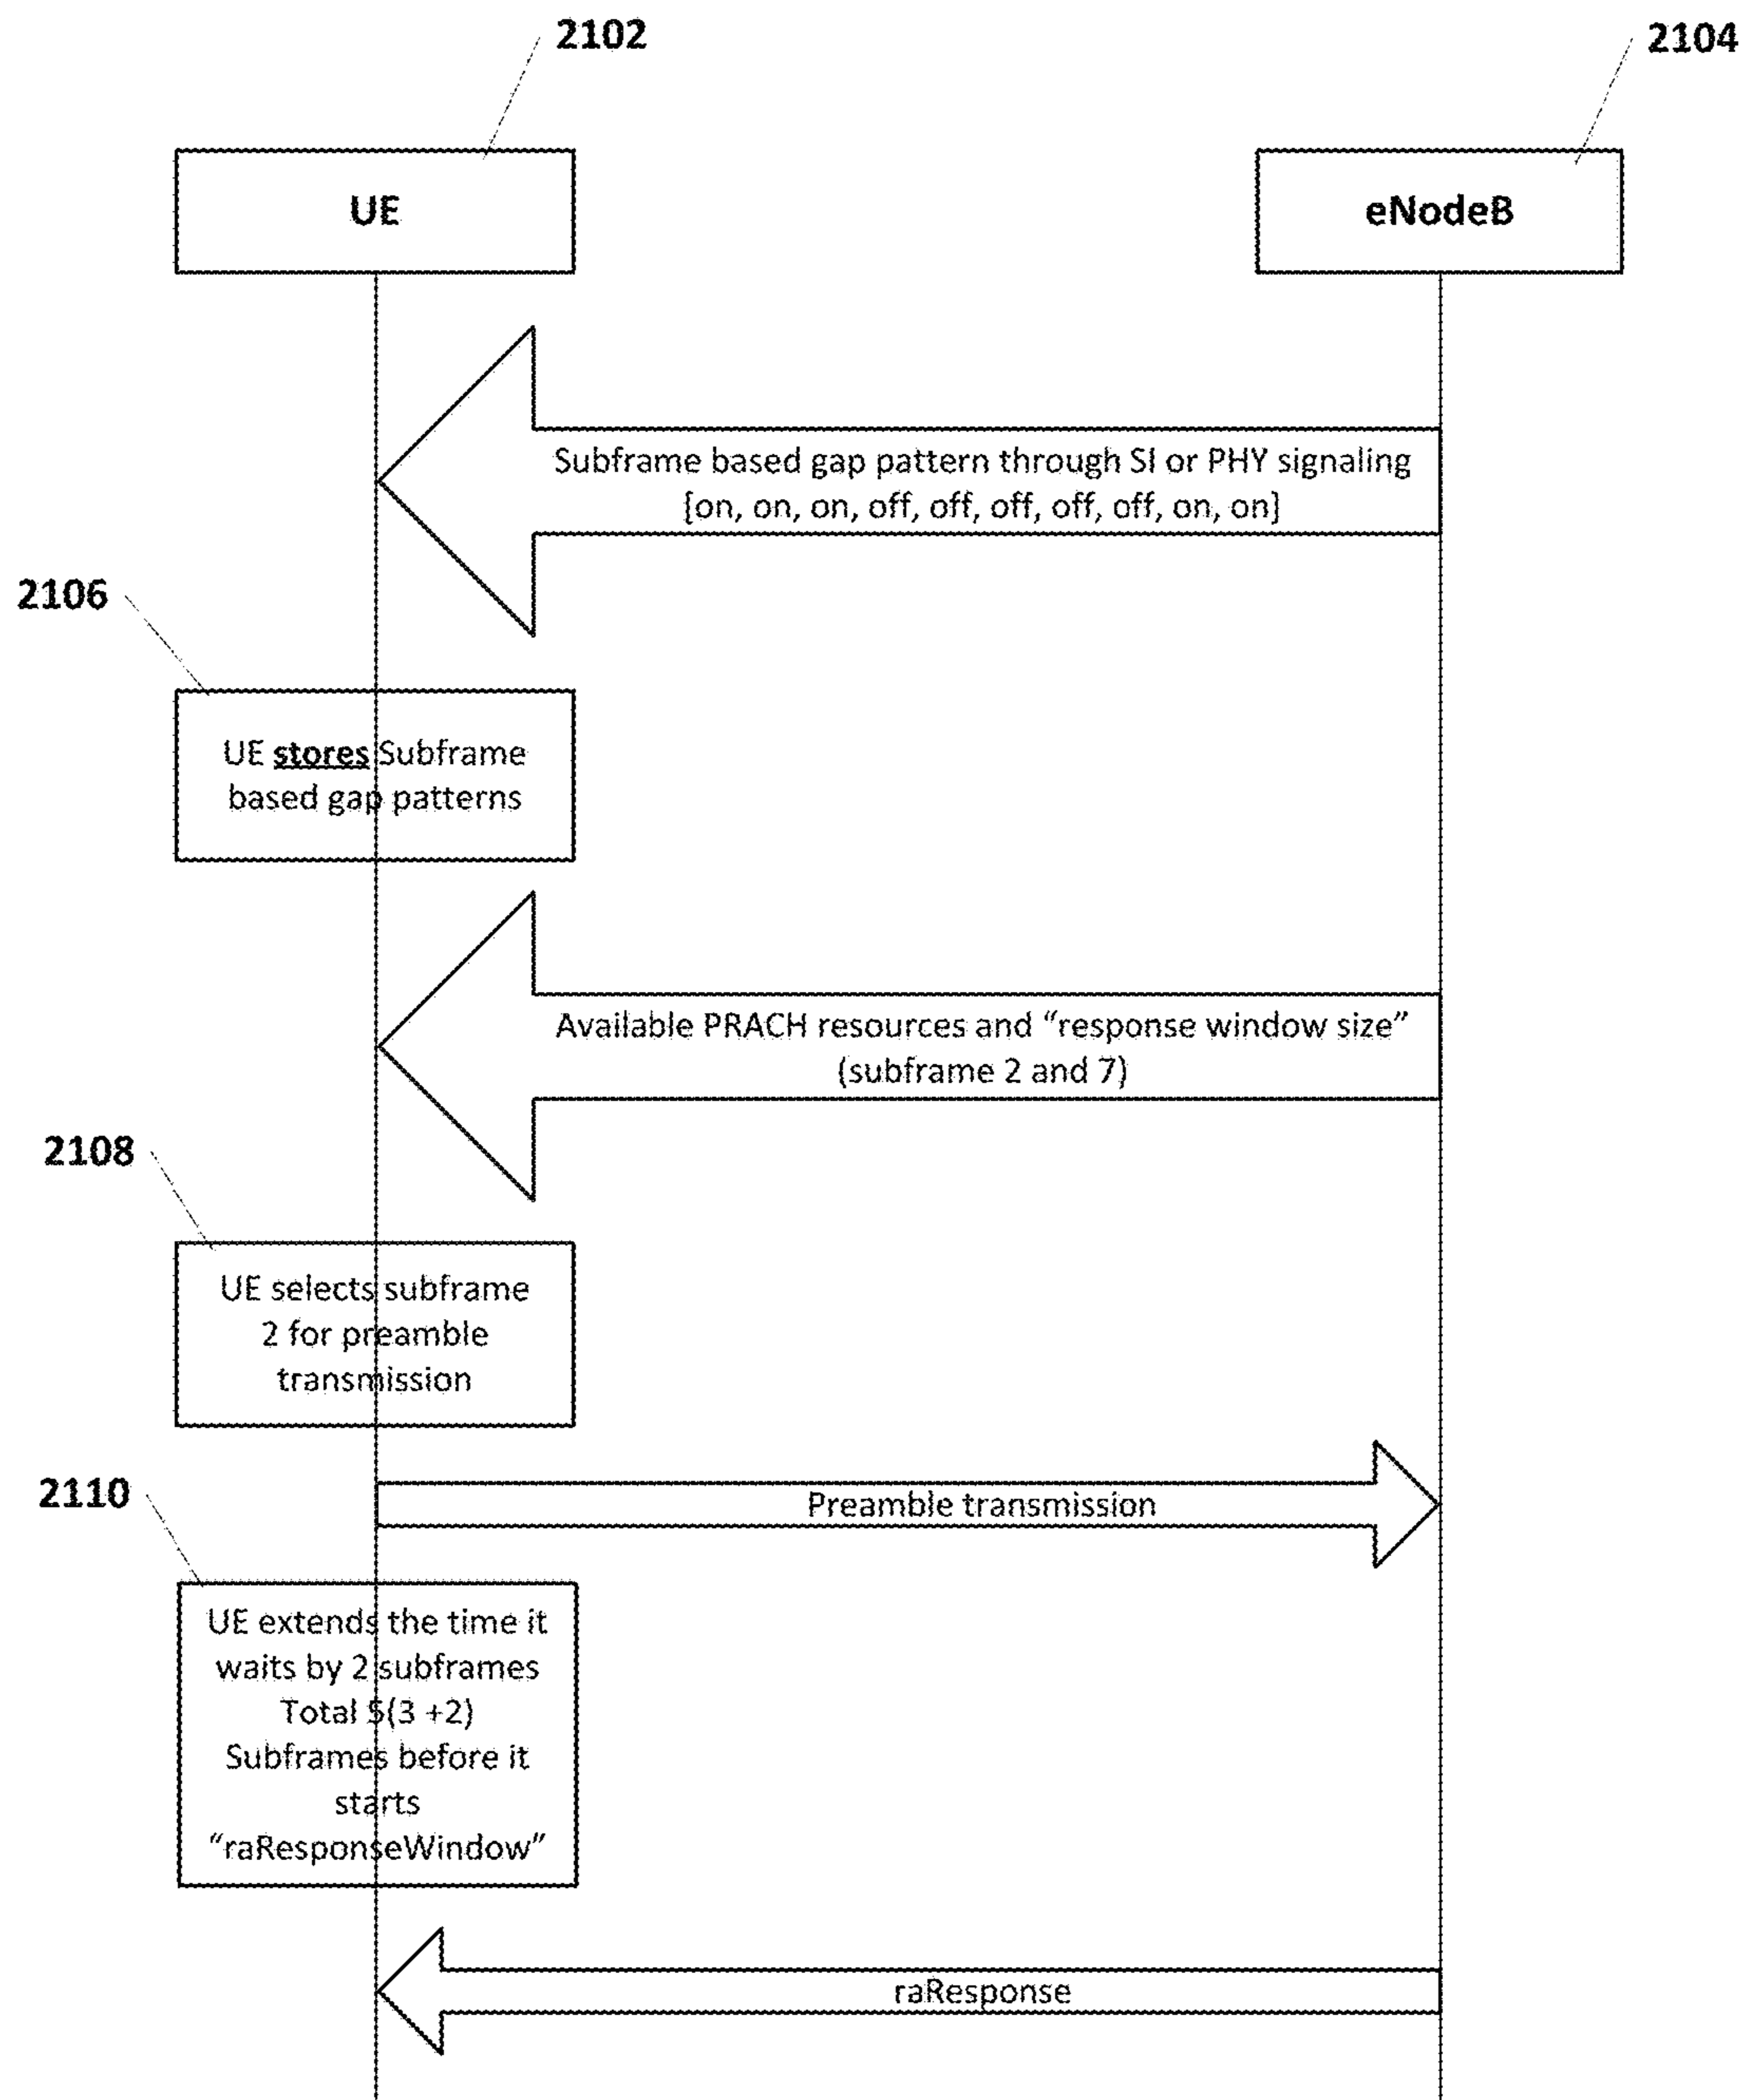 2102
2104
UE
eNodeB
Subframe based gap pattern through SI or PHY signaling
[on, on, on, off, off, off, off, off, on, on]
2106
UE stores Subframe
based gap patterns
Available PRACH resources and “response window size”
(subframe 2 and 7)
2108
UE selects subframe
2 for preamble
transmission
Preamble transmission
2110
UE extends the time it
waits by 2 subframes
Total 5(3 +2)
Subframes before it
starts
“raResponseWindow”
raResponse